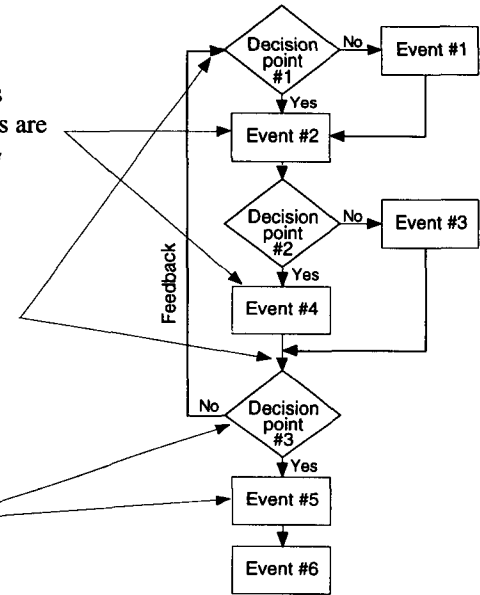 s
s are
Decision
point
#1
No
Event #1
Yes
Event #2
Decision
point
#2
No
Event #3
Yes
Event #4
Feedback
No
Decision
point
#3
Yes
Event #5
Event #6